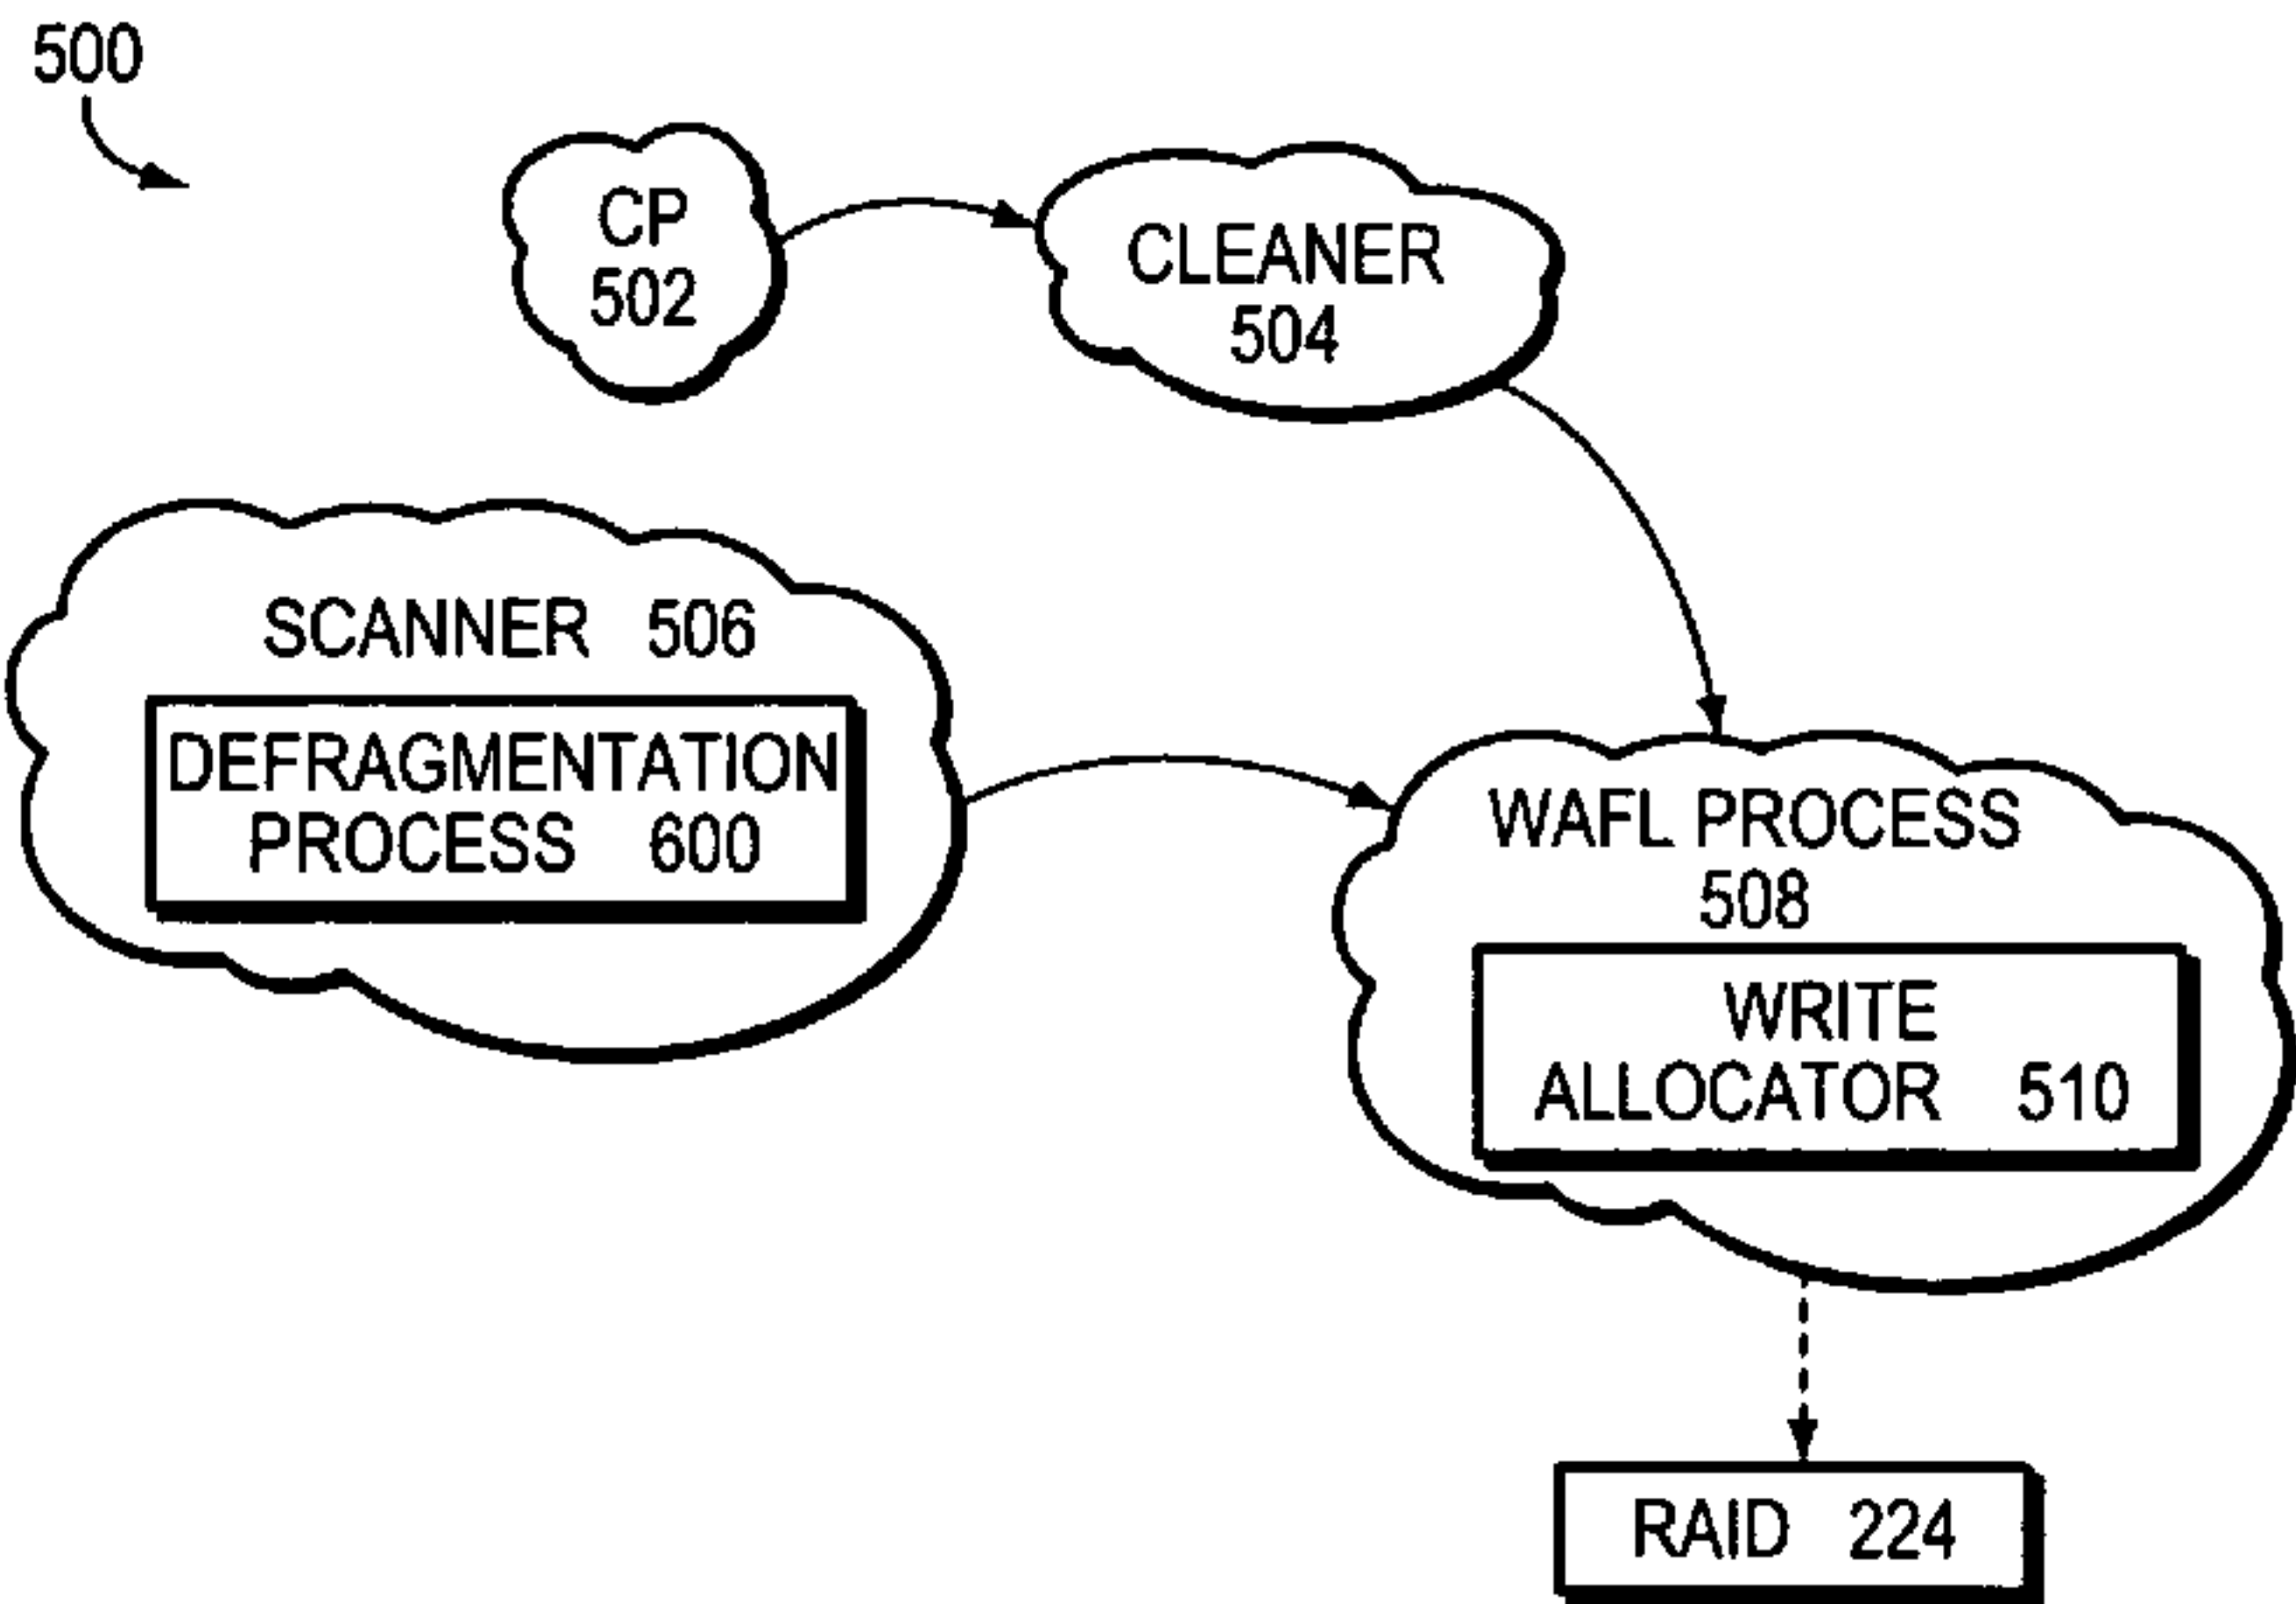 500
CP
502
CLEANER
504
SCANNER 506
DEFRAGMENTATION
PROCESS 600
WAFL PROCESS
508
WRITE
ALLOCATOR 510
RAID 224